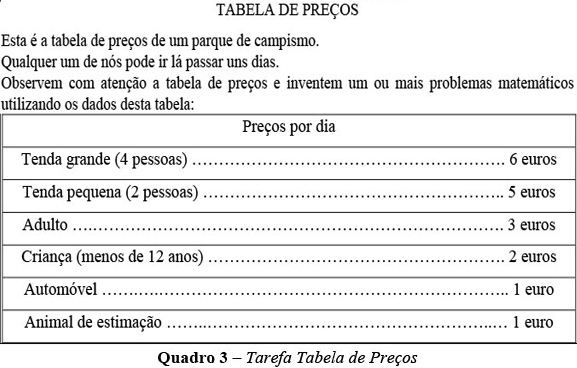 TABELA DE PREÇOS
Esta é a tabela de preços de um parque de campismo.
Qualquer um de nós pode ir lá passar uns dias.
Observem com atenção a tabela de preços e inventem um ou mais problemas matemáticos
utilizando os dados desta tabela:
Preços por dia
Tenda grande (4 pessoas) ……………………………………………………. 6 euros
Tenda pequena (2 pessoas) ………………………………………………….. 5 euros
Adulto ………………………………………………………………………. 3 euros
Criança (menos de 12 anos) …………………………………………………. 2 euros
Automóvel ………………………………………………………………….. 1 euro
Animal de estimação ……..………………………………………………..… 1 euro
Quadro 3 – Tarefa Tabela de Preços